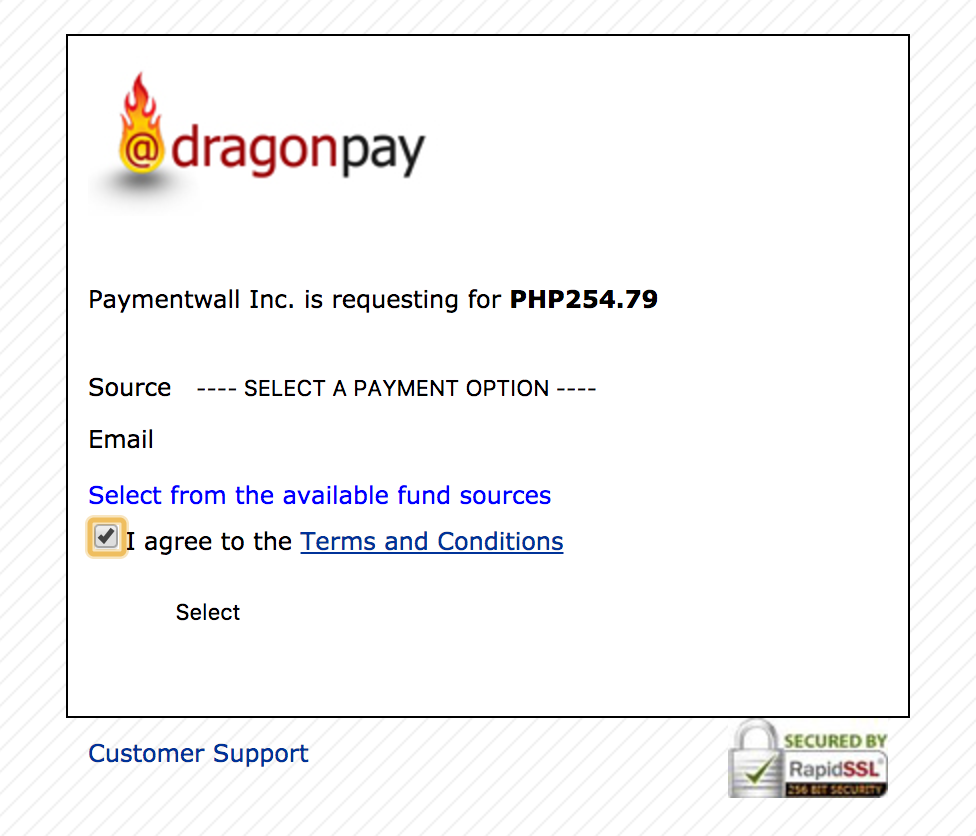 @dragonpay
Paymentwall Inc. is requesting for PHP254.79
Source ---- SELECT A PAYMENT OPTION ----
Email
Select from the available fund sources
I agree to the Terms and Conditions
Select
Customer Support
SECURED BY
RapidSSL
256 BIT SECURITY